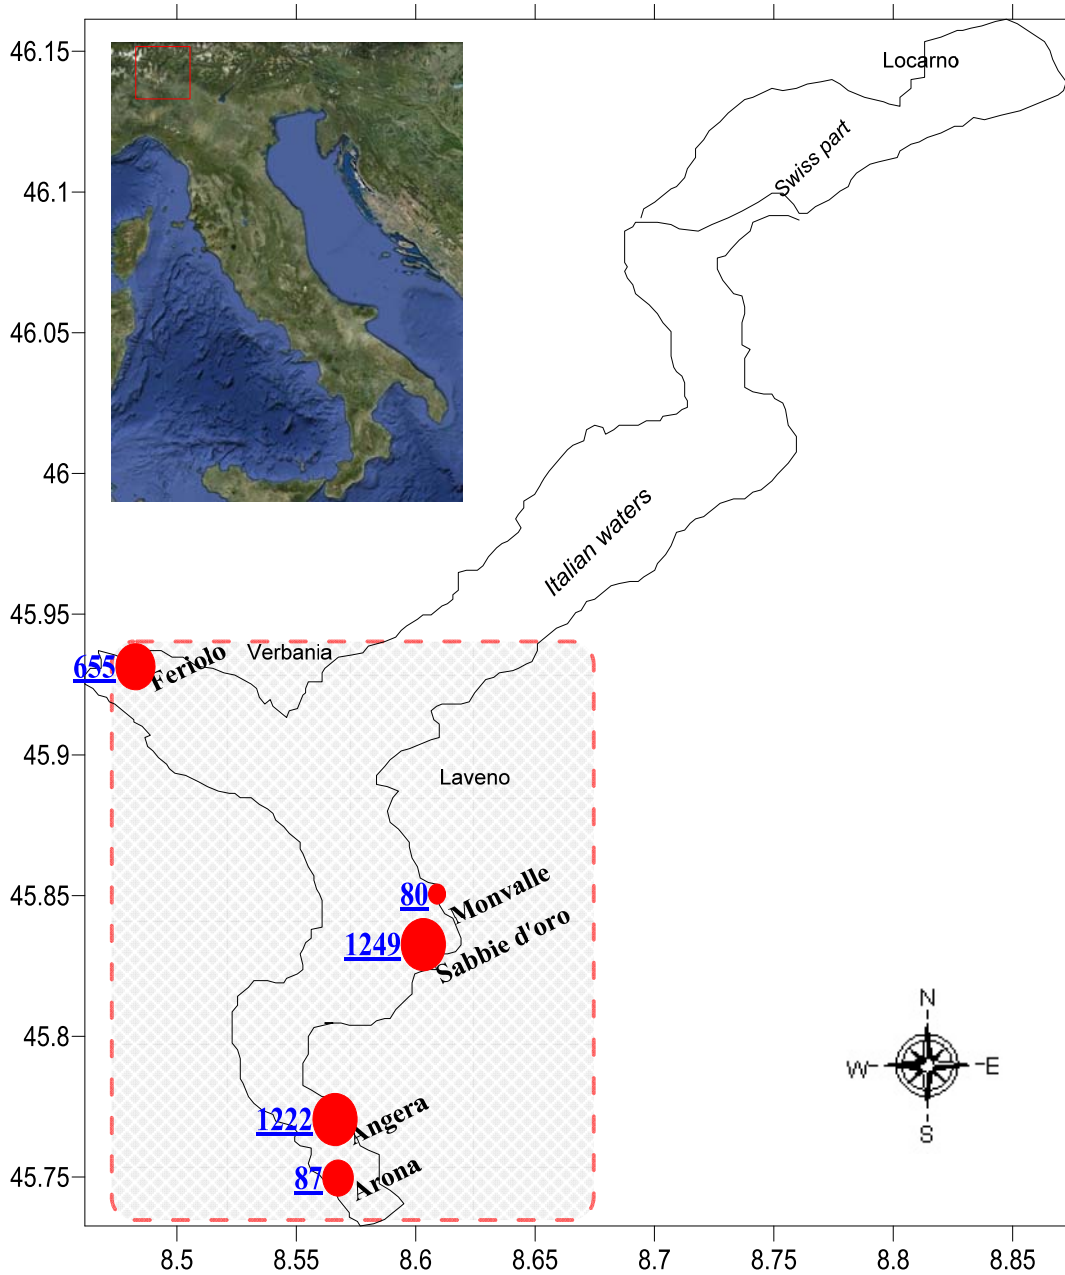 46.15
Locarno
Swiss part
46.1
46.05
46
Italian waters
45.95
Verbania
655
Feriolo
45.9
Laveno
45.85
80
Monvalle
1249
Sabbie d'oro
N
45.8
W
E
1222
Angera
S
45.75
87
Arona
8.5
8.55
8.6
8.65
8.7
8.75
8.8
8.85